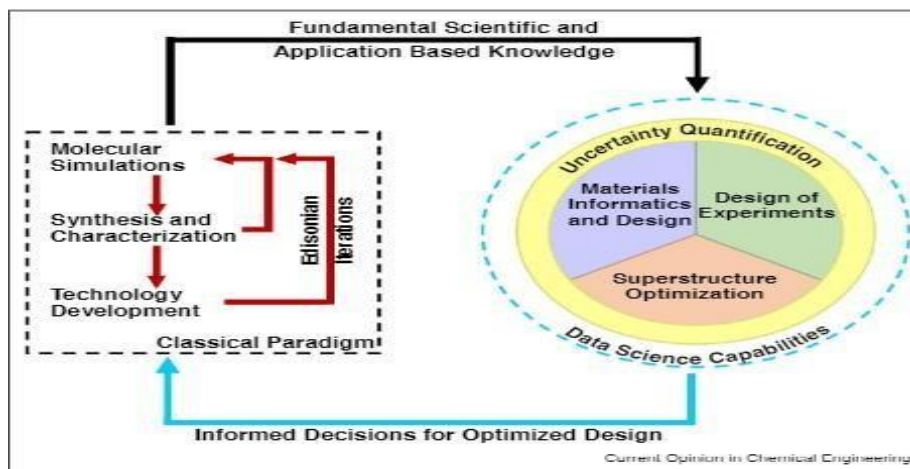 Fundamental Scientific and
Application Based Knowledge
Molecular
Simulations
Synthesis and
Characterization
Technology
Development
Edisonian
Iterations
Classical Paradigm
Uncertainty Quantification
Materials
Informatics
and Design
Design of
Experiments
Superstructure
Optimization
Data Science Capabilities
Informed Decisions for Optimized Design
Current Opinion in Chemical Engineering